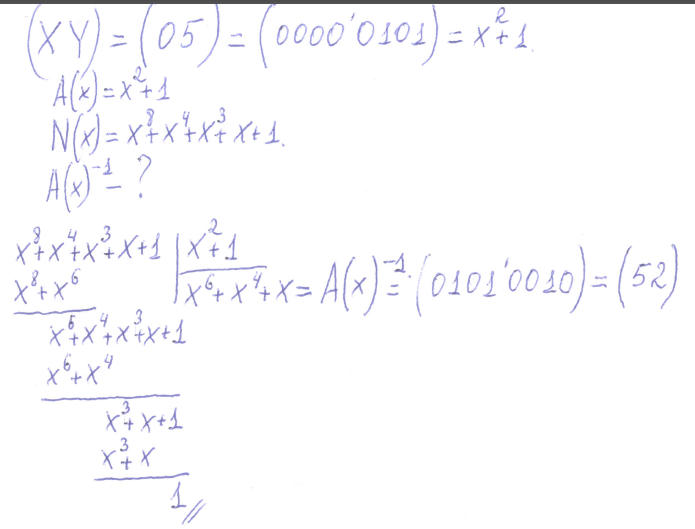 (XY) = (05) = (0000'0101) = x²+1.
A(x)=x²+1
N(x)=x⁸+x⁴+x³+x+1.
A(x)⁻¹ = ?
x⁸+x⁴+x³+x+1 | x²+1
x⁸+x⁶ | x⁶+x⁴+x = A(x)⁻¹ = (0101'0010) = (52)
x⁶+x⁴+x³+x+1
x⁶+x⁴
x³+x+1
x³+x
1//